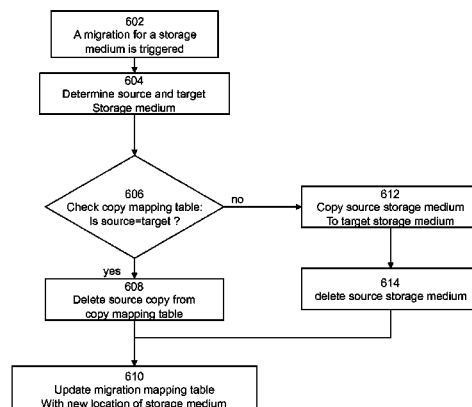 602
A migration for a storage
medium is triggered
604
Determine source and target
Storage medium
606
Check copy mapping table:
Is source=target ?
no
612
Copy source storage medium
To target storage medium
yes
608
Delete source copy from
copy mapping table
614
delete source storage medium
610
Update migration mapping table
With new location of storage medium